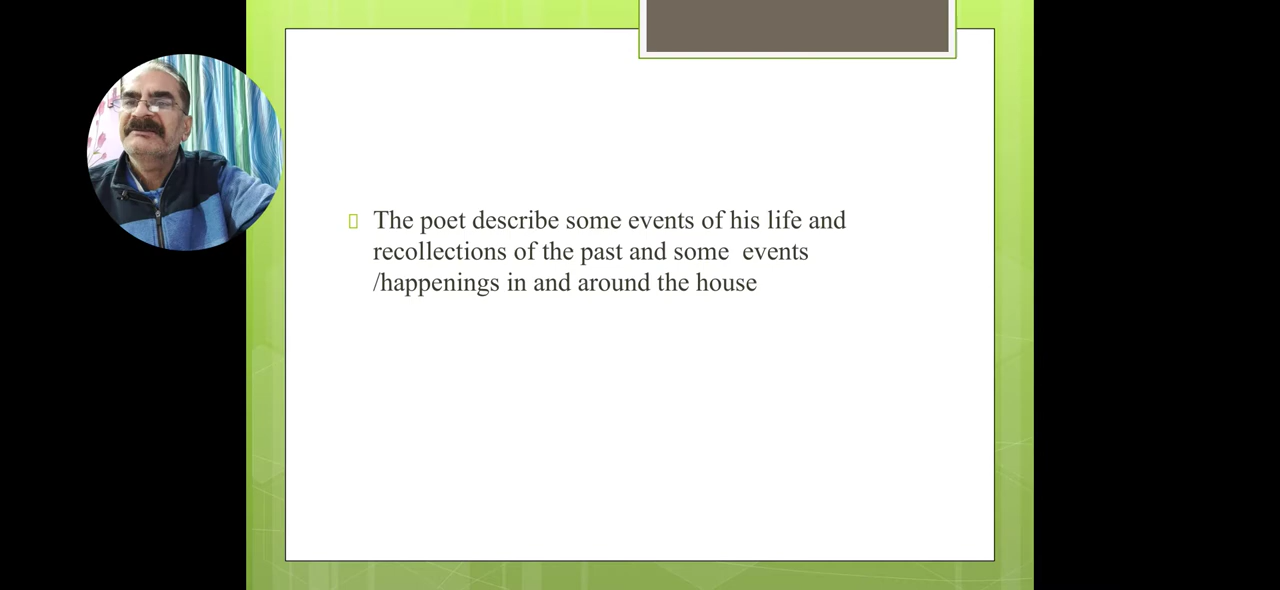 The poet describe some events of his life and
recollections of the past and some  events
/happenings in and around the house